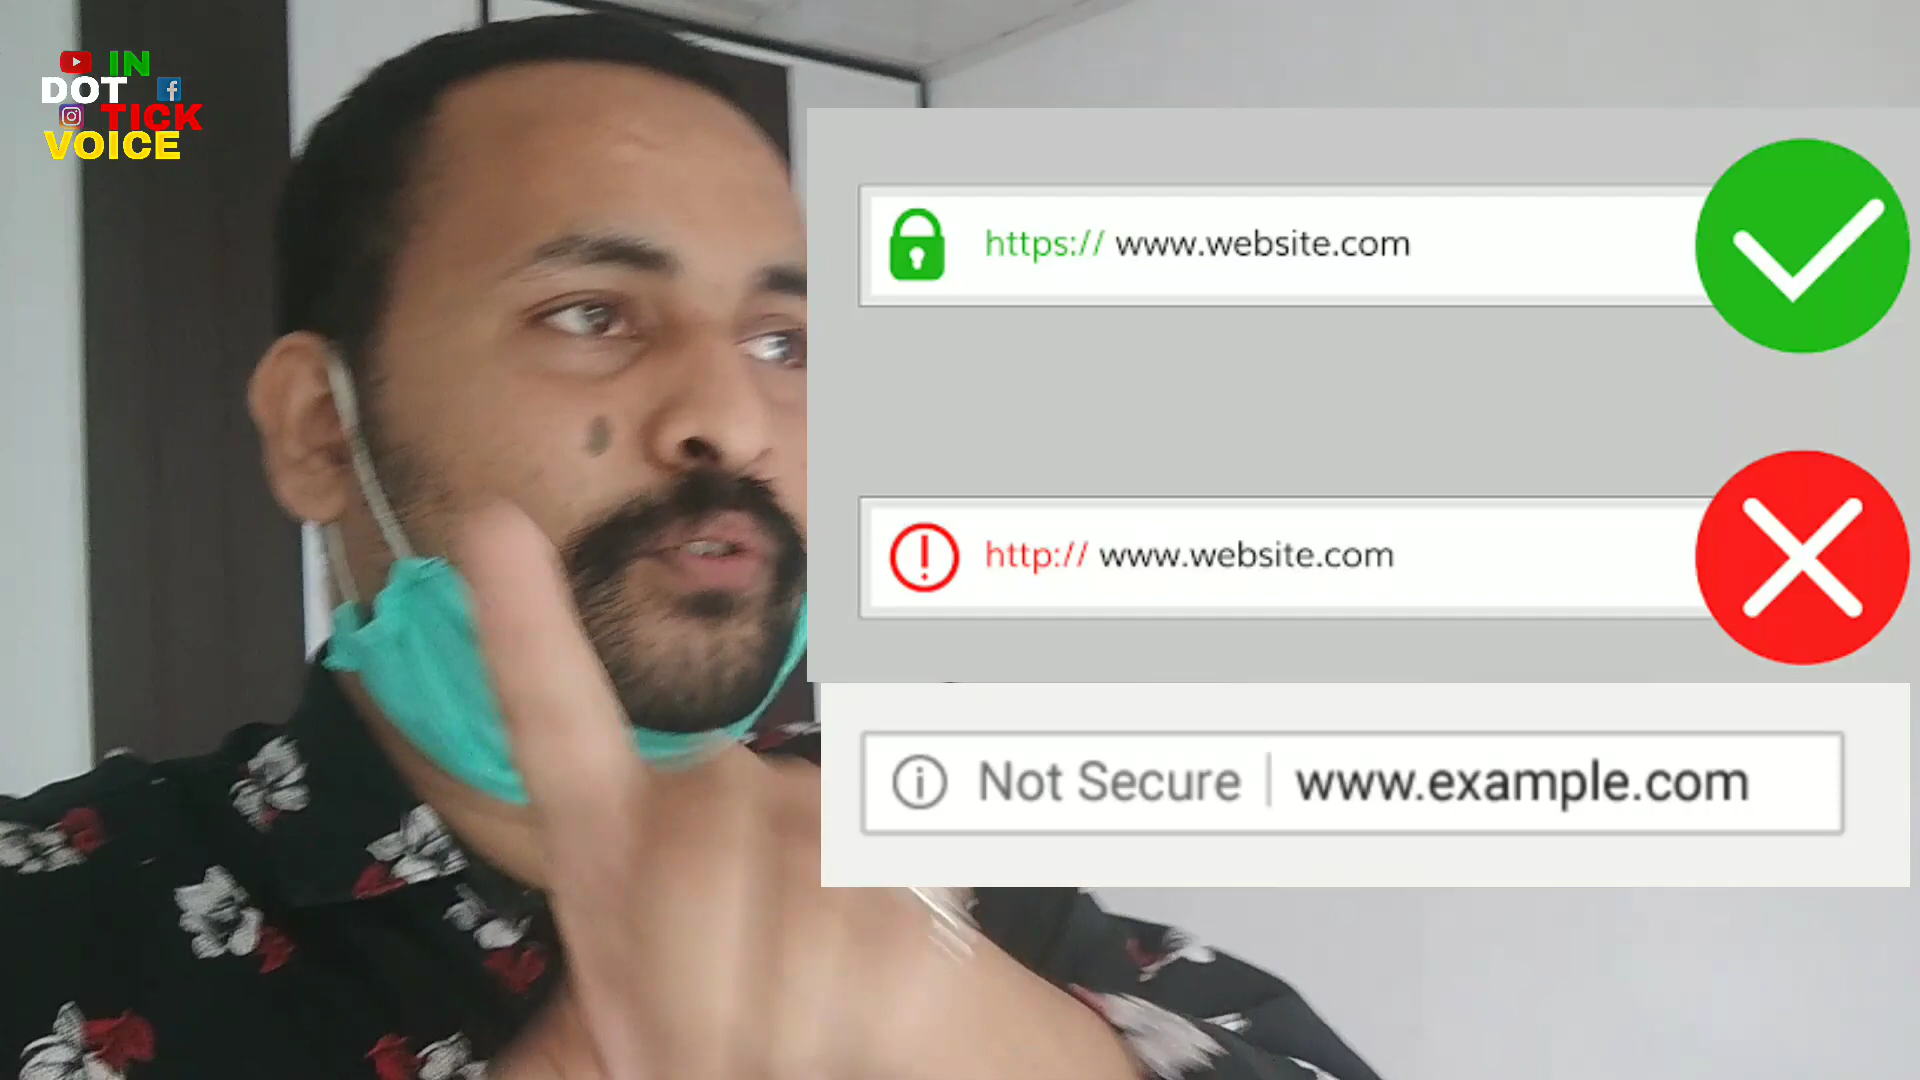 IN
DOT
TICK
VOICE
https:// www.website.com
http:// www.website.com
Not Secure | www.example.com